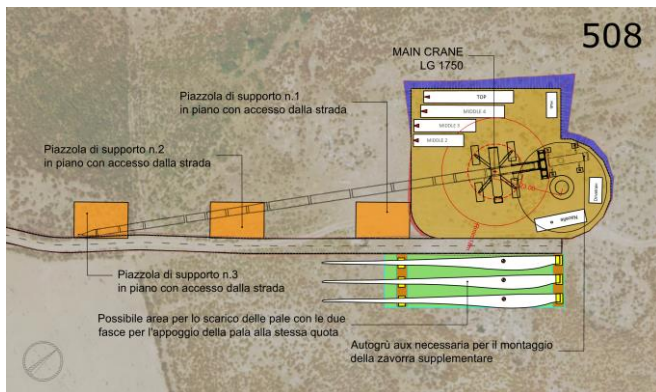 508
MAIN CRANE
LG 1750
Piazzola di supporto n.1
in piano con accesso dalla strada
TOP
MIDDLE 4
MIDDLE 3
MIDDLE 2
Hub
Piazzola di supporto n.2
in piano con accesso dalla strada
Drivetrain
Nacelle
Piazzola di supporto n.3
in piano con accesso dalla strada
Possibile area per lo scarico delle pale con le due
fasce per l'appoggio della pala alla stessa quota
Autogrù aux necessaria per il montaggio
della zavorra supplementare